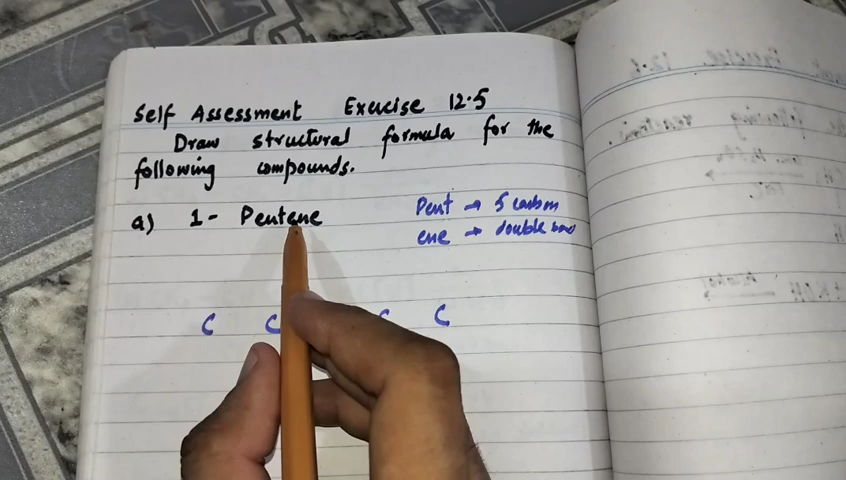 Self Assessment Exercise 12.5
Draw structural formula for the
following compounds.
a) 1- Pentene
Pent → 5 carbon
ene → double bond
C C C C